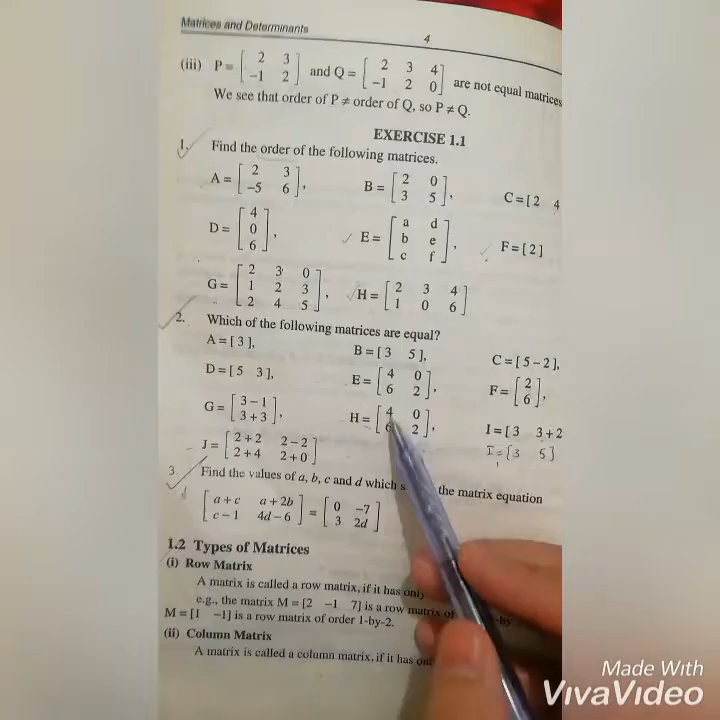 Matrices and Determinants
4
(iii) P = [ 2 3 -1 2 ] and Q = [ 2 3 4 -1 2 0 ] are not equal matrices
We see that order of P ≠ order of Q, so P ≠ Q.
EXERCISE 1.1
1. Find the order of the following matrices.
A = [ 2 3 -5 6 ], B = [ 2 0 3 5 ], C = [ 2 4
D = [ 4 0 6 ], E = [ a d b e c f ], F = [ 2 ]
G = [ 2 3 0 1 2 3 2 4 5 ], H = [ 2 3 4 1 0 6 ]
2. Which of the following matrices are equal?
A = [ 3 ], B = [ 3 5 ], C = [ 5 - 2 ],
D = [ 5 3 ], E = [ 4 0 6 2 ], F = [ 2 6 ],
G = [ 3 - 1 3 + 3 ], H = [ 4 0 6 2 ], I = [ 3 3 + 2
I = [ 3 5 ]
J = [ 2 + 2 2 - 2 2 + 4 2 + 0 ]
3. Find the values of a, b, c and d which the matrix equation
[ a + c a + 2b c - 1 4d - 6 ] = [ 0 -7 3 2d ]
1.2 Types of Matrices
(i) Row Matrix
A matrix is called a row matrix, if it has only
e.g., the matrix M = [2 -1 7] is a row matrix of -by
M = [1 -1] is a row matrix of order 1-by-2.
(ii) Column Matrix
A matrix is called a column matrix, if it has
Made With
VivaVideo